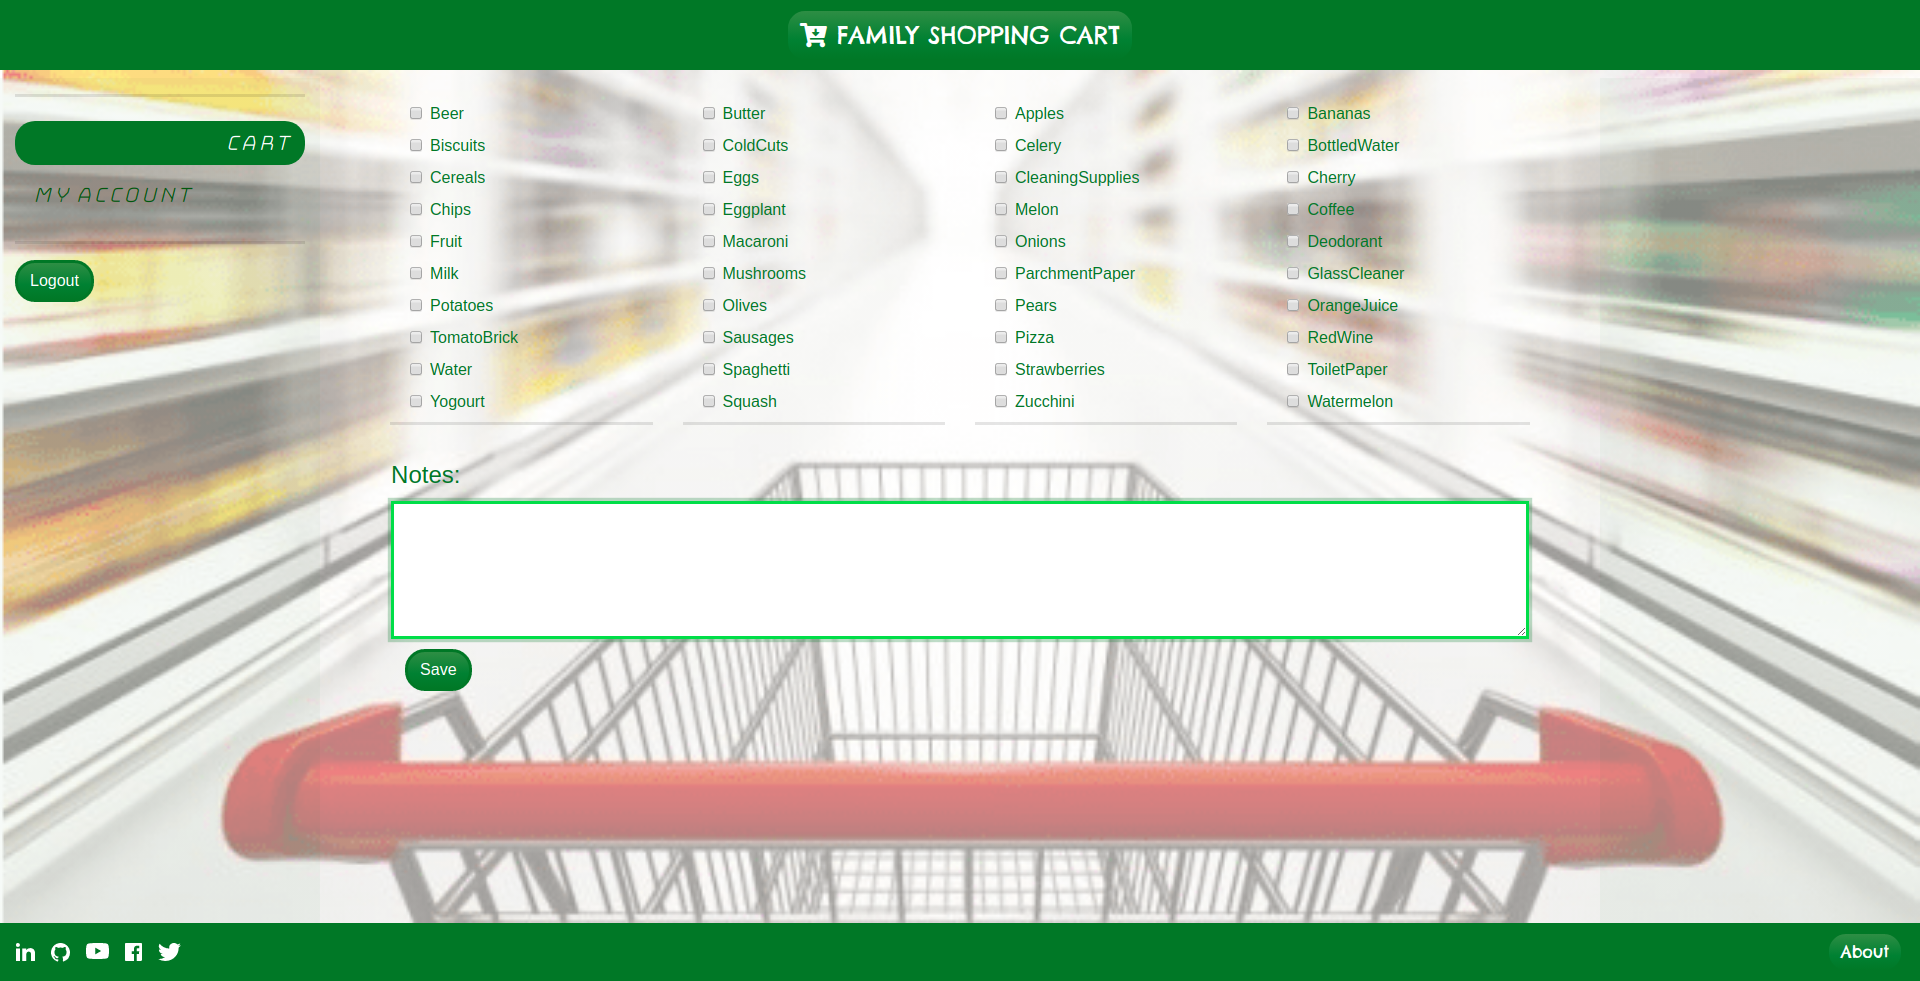 FAMILY SHOPPING CART
CART
MY ACCOUNT
Logout
Beer
Biscuits
Cereals
Chips
Fruit
Milk
Potatoes
TomatoBrick
Water
Yogourt
Butter
ColdCuts
Eggs
Eggplant
Macaroni
Mushrooms
Olives
Sausages
Spaghetti
Squash
Apples
Celery
CleaningSupplies
Melon
Onions
ParchmentPaper
Pears
Pizza
Strawberries
Zucchini
Bananas
BottledWater
Cherry
Coffee
Deodorant
GlassCleaner
OrangeJuice
RedWine
ToiletPaper
Watermelon
Notes:
Save
About